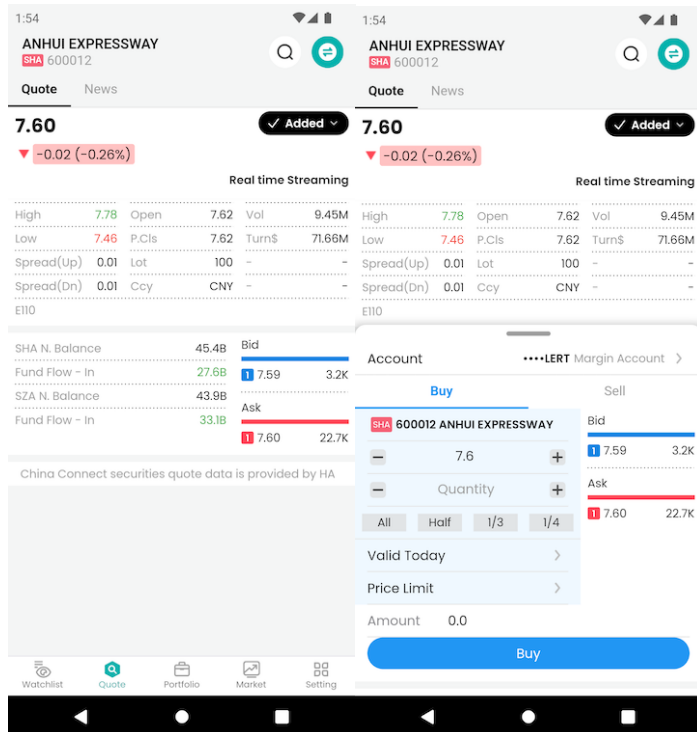 1:54
ANHUI EXPRESSWAY
SHA 600012
Quote News
7.60
Added
-0.02 (-0.26%)
Real time Streaming
High 7.78 Open 7.62 Vol 9.45M
Low 7.46 P.Cls 7.62 Turn$ 71.66M
Spread(Up) 0.01 Lot 100 - -
Spread(Dn) 0.01 Ccy CNY - -
E110
SHA N. Balance 45.4B
Fund Flow - In 27.6B
SZA N. Balance 43.9B
Fund Flow - In 33.1B
Bid
1 7.59 3.2K
Ask
1 7.60 22.7K
China Connect securities quote data is provided by HA
Watchlist Quote Portfolio Market Setting
1:54
ANHUI EXPRESSWAY
SHA 600012
Quote News
7.60
Added
-0.02 (-0.26%)
Real time Streaming
High 7.78 Open 7.62 Vol 9.45M
Low 7.46 P.Cls 7.62 Turn$ 71.66M
Spread(Up) 0.01 Lot 100 - -
Spread(Dn) 0.01 Ccy CNY - -
E110
Account ••••LERT Margin Account
Buy Sell
SHA 600012 ANHUI EXPRESSWAY
7.6
Quantity
All Half 1/3 1/4
Valid Today
Price Limit
Bid
1 7.59 3.2K
Ask
1 7.60 22.7K
Amount 0.0
Buy